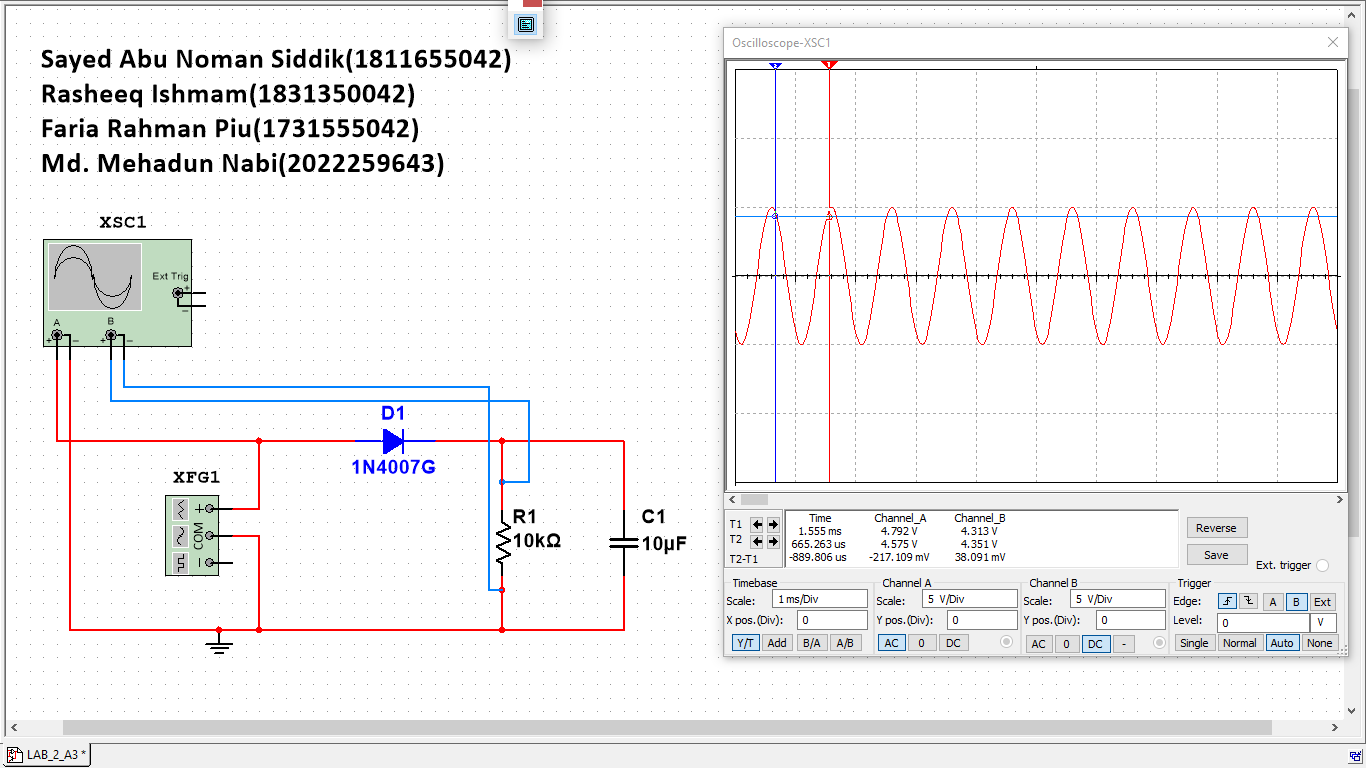 Sayed Abu Noman Siddik(1811655042)
Rasheeq Ishmam(1831350042)
Faria Rahman Piu(1731555042)
Md. Mehadun Nabi(2022259643)
XSC1
Ext Trig
+
−
A
B
+ − + −
D1
1N4007G
XFG1
+
COM
−
R1
10kΩ
C1
10µF
Oscilloscope-XSC1
2
1
Time Channel_A Channel_B
T1 1.555 ms 4.792 V 4.313 V
T2 665.263 us 4.575 V 4.351 V
T2-T1 -889.806 us -217.109 mV 38.091 mV
Reverse
Save
Ext. trigger
Timebase
Scale: 1 ms/Div
X pos.(Div): 0
Y/T Add B/A A/B
Channel A
Scale: 5 V/Div
Y pos.(Div): 0
AC 0 DC
Channel B
Scale: 5 V/Div
Y pos.(Div): 0
AC 0 DC -
Trigger
Edge: A B Ext
Level: 0 V
Single Normal Auto None
LAB_2_A3 *